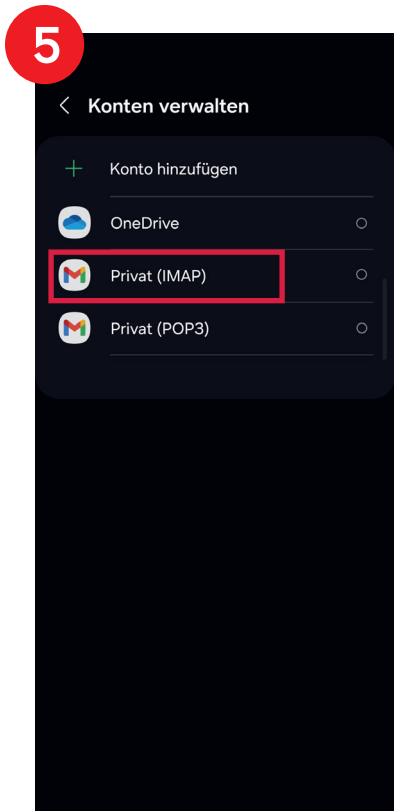 5
Konten verwalten
Konto hinzufügen
OneDrive
Privat (IMAP)
Privat (POP3)